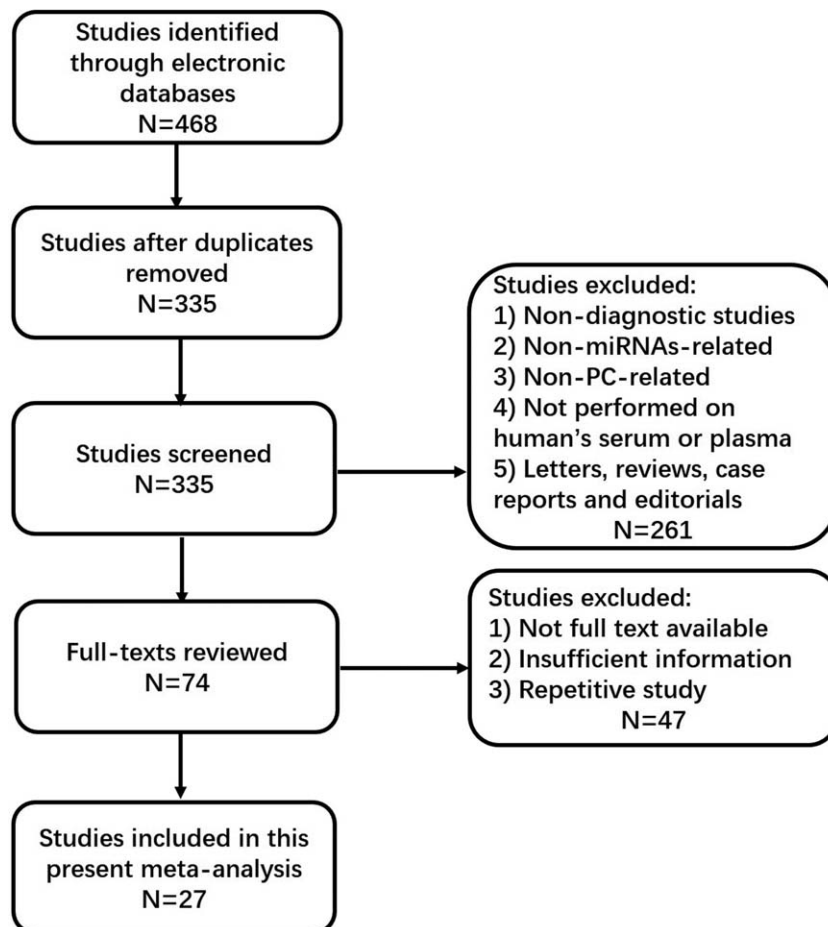 Studies identified
through electronic
databases
N=468
Studies after duplicates
removed
N=335
Studies screened
N=335
Studies excluded:
1) Non-diagnostic studies
2) Non-miRNAs-related
3) Non-PC-related
4) Not performed on
human's serum or plasma
5) Letters, reviews, case
reports and editorials
N=261
Full-texts reviewed
N=74
Studies excluded:
1) Not full text available
2) Insufficient information
3) Repetitive study
N=47
Studies included in this
present meta-analysis
N=27